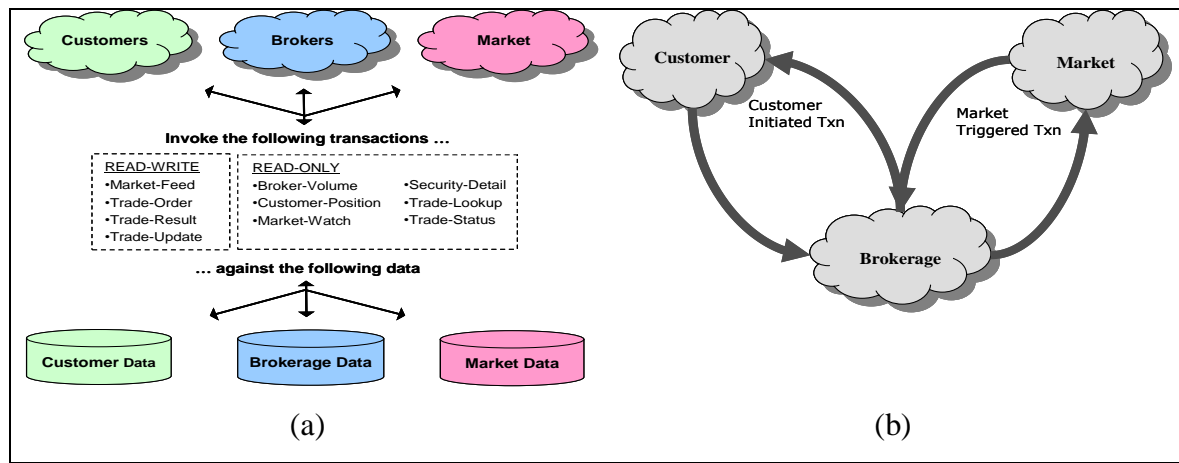 Customers
Brokers
Market
Invoke the following transactions ...
READ-WRITE
•Market-Feed
•Trade-Order
•Trade-Result
•Trade-Update
READ-ONLY
•Broker-Volume
•Customer-Position
•Market-Watch
•Security-Detail
•Trade-Lookup
•Trade-Status
... against the following data
Customer Data
Brokerage Data
Market Data
(a)
Customer
Market
Customer
Initiated Txn
Market
Triggered Txn
Brokerage
(b)